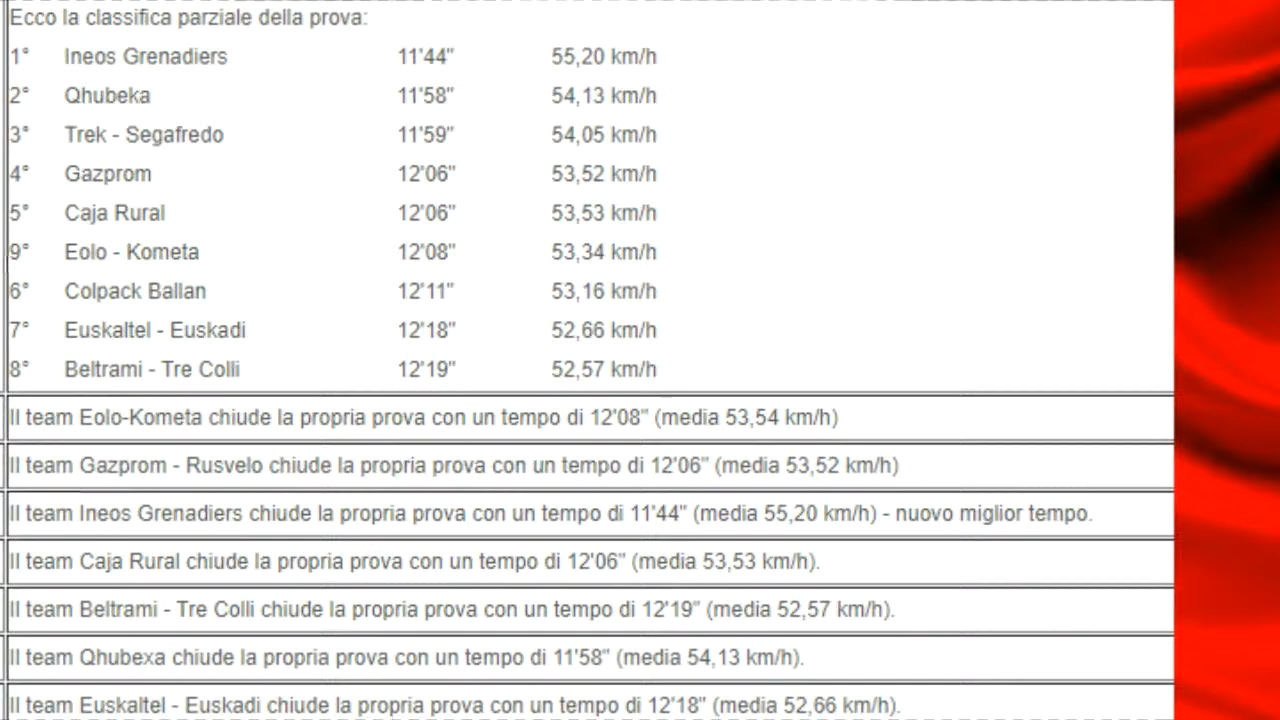 Ecco la classifica parziale della prova:
1° Ineos Grenadiers 11'44" 55,20 km/h
2° Qhubeka 11'58" 54,13 km/h
3° Trek - Segafredo 11'59" 54,05 km/h
4° Gazprom 12'06" 53,52 km/h
5° Caja Rural 12'06" 53,53 km/h
9° Eolo - Kometa 12'08" 53,34 km/h
6° Colpack Ballan 12'11" 53,16 km/h
7° Euskaltel - Euskadi 12'18" 52,66 km/h
8° Beltrami - Tre Colli 12'19" 52,57 km/h
Il team Eolo-Kometa chiude la propria prova con un tempo di 12'08" (media 53,54 km/h)
Il team Gazprom - Rusvelo chiude la propria prova con un tempo di 12'06" (media 53,52 km/h)
Il team Ineos Grenadiers chiude la propria prova con un tempo di 11'44" (media 55,20 km/h) - nuovo miglior tempo.
Il team Caja Rural chiude la propria prova con un tempo di 12'06" (media 53,53 km/h).
Il team Beltrami - Tre Colli chiude la propria prova con un tempo di 12'19" (media 52,57 km/h).
Il team Qhubexa chiude la propria prova con un tempo di 11'58" (media 54,13 km/h).
Il team Euskaltel - Euskadi chiude la propria prova con un tempo di 12'18" (media 52,66 km/h).